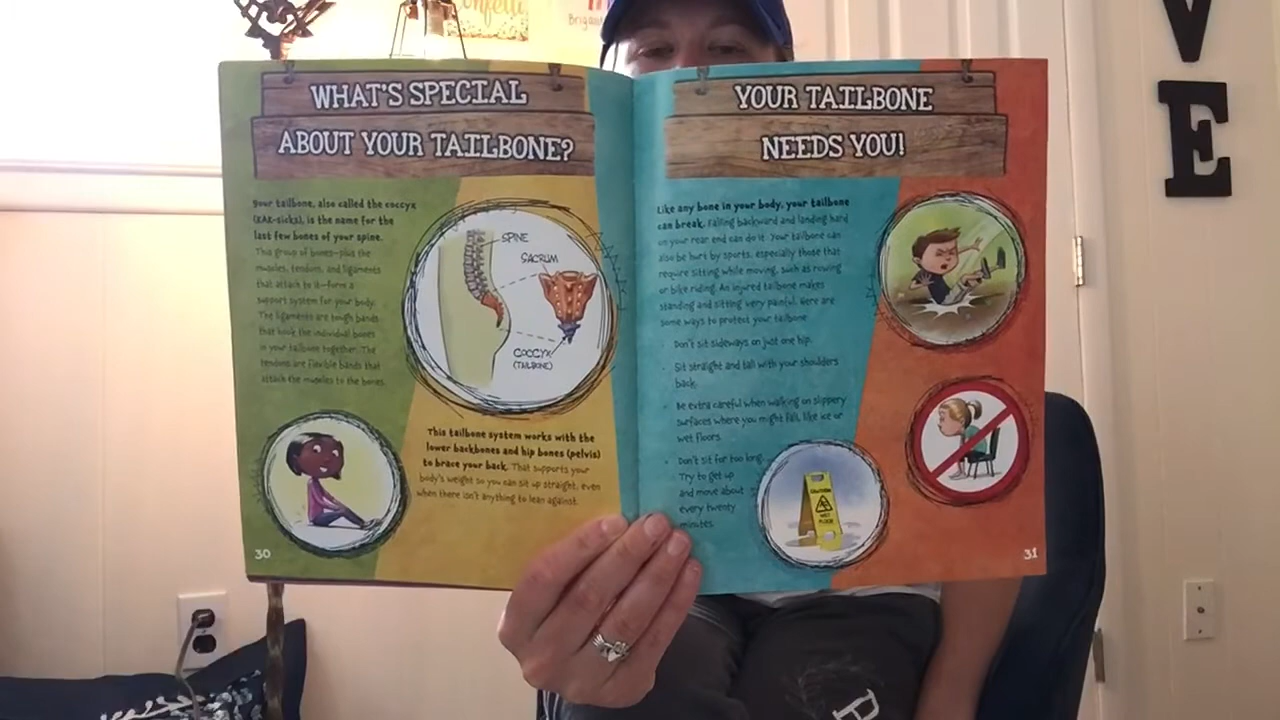 Confetti
Brigan
VE
WHAT'S SPECIAL
ABOUT YOUR TAILBONE?
Your tailbone, also called the coccyx
(KAK-sicks), is the name for the
last few bones of your spine.
This group of bones—plus the
muscles, tendons, and ligaments
that attach to it—form a
support system for your body.
The ligaments are tough bands
that hook the individual bones
in your tailbone together. The
tendons are flexible bands that
attach the muscles to the bones.
SPINE
SACRUM
COCCYX
(TAILBONE)
This tailbone system works with the
lower backbones and hip bones (pelvis)
to brace your back. That supports your
body's weight so you can sit up straight, even
when there isn't anything to lean against.
30
YOUR TAILBONE
NEEDS YOU!
Like any bone in your body, your tailbone
can break. Falling backward and landing hard
on your rear end can do it. Your tailbone can
also be hurt by sports, especially those that
require sitting while moving, such as rowing
or bike riding. An injured tailbone makes
standing and sitting very painful. Here are
some ways to protect your tailbone
Don't sit sideways on just one hip.
• Sit straight and tall with your shoulders
back.
• Be extra careful when walking on slippery
surfaces where you might fall, like ice or
wet floors.
• Don't sit for too long.
Try to get up
and move about
every twenty
minutes.
CAUTION
WET
FLOOR
31